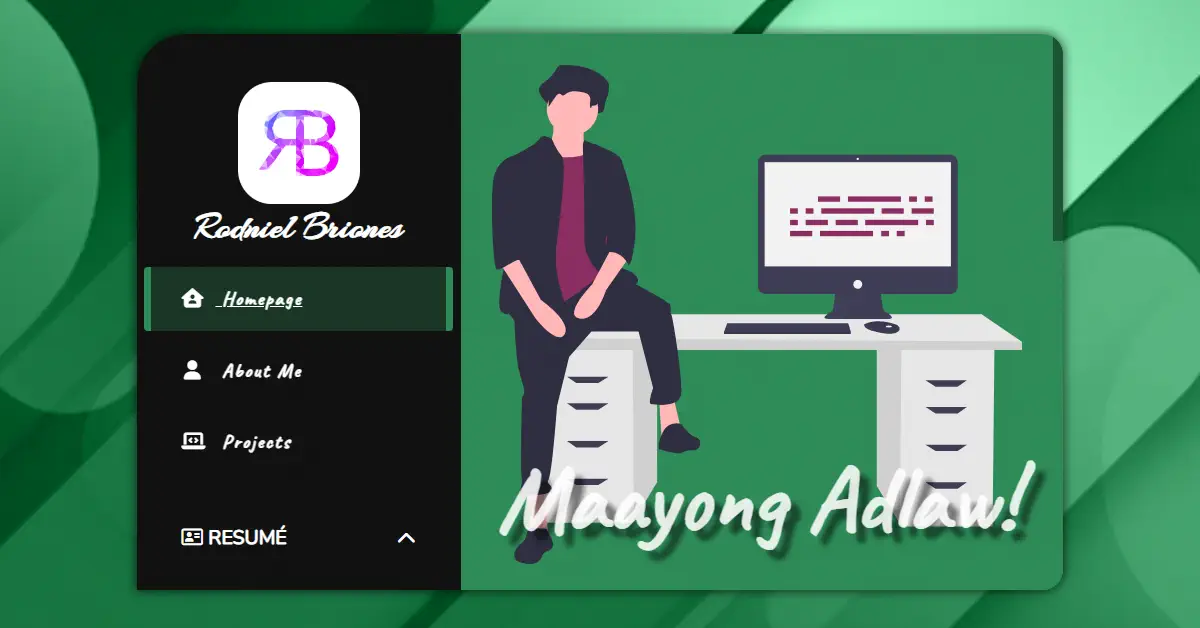 RB
Rodniel Briones
Homepage
About Me
Projects
RESUMÉ
Maayong Adlaw!